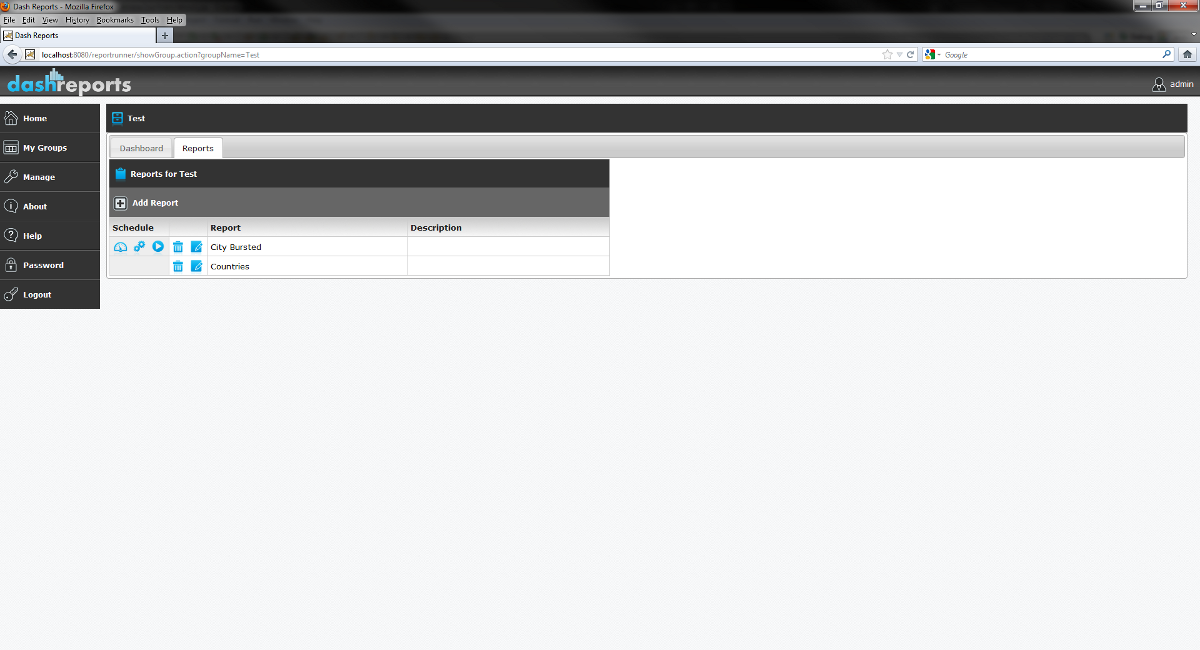 Dash Reports - Mozilla Firefox
File Edit View History Bookmarks Tools Help
Dash Reports
localhost:8080/reportrunner/showGroup.action?groupName=Test
Google
dashreports
admin
Home
My Groups
Manage
About
Help
Password
Logout
Test
Dashboard Reports
Reports for Test
Add Report
Schedule Report Description
City Bursted
Countries